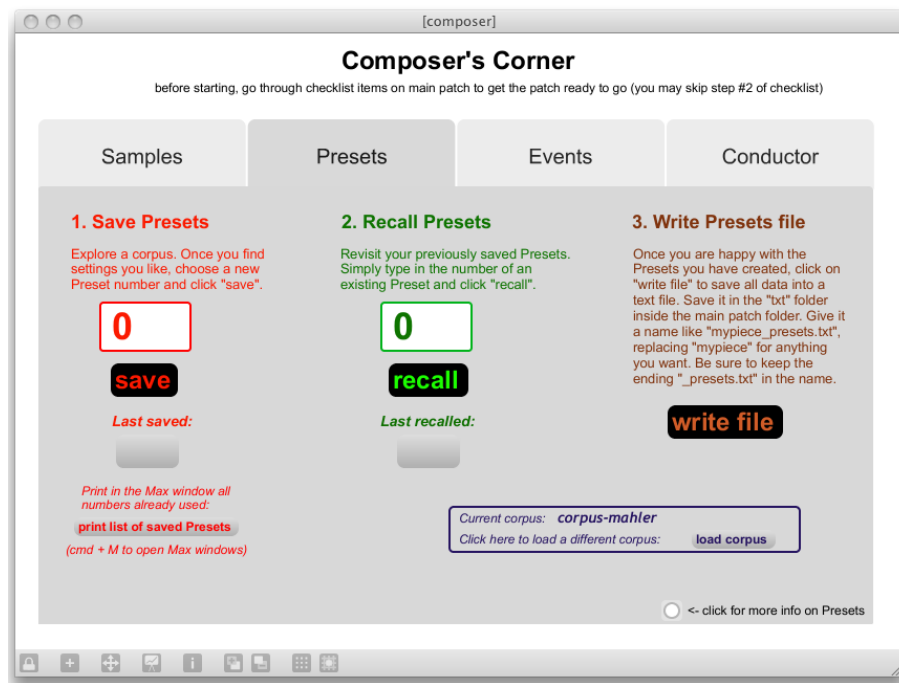 [composer]
Composer's Corner
before starting, go through checklist items on main patch to get the patch ready to go (you may skip step #2 of checklist)
Samples
Presets
Events
Conductor
1. Save Presets
Explore a corpus. Once you find
settings you like, choose a new
Preset number and click "save".
0
save
Last saved:
Print in the Max window all
numbers already used:
print list of saved Presets
(cmd + M to open Max windows)
2. Recall Presets
Revisit your previously saved Presets.
Simply type in the number of an
existing Preset and click "recall".
0
recall
Last recalled:
3. Write Presets file
Once you are happy with the
Presets you have created, click on
"write file" to save all data into a
text file. Save it in the "txt" folder
inside the main patch folder. Give it
a name like "mypiece_presets.txt",
replacing "mypiece" for anything
you want. Be sure to keep the
ending "_presets.txt" in the name.
write file
Current corpus: corpus-mahler
Click here to load a different corpus: load corpus
<- click for more info on Presets